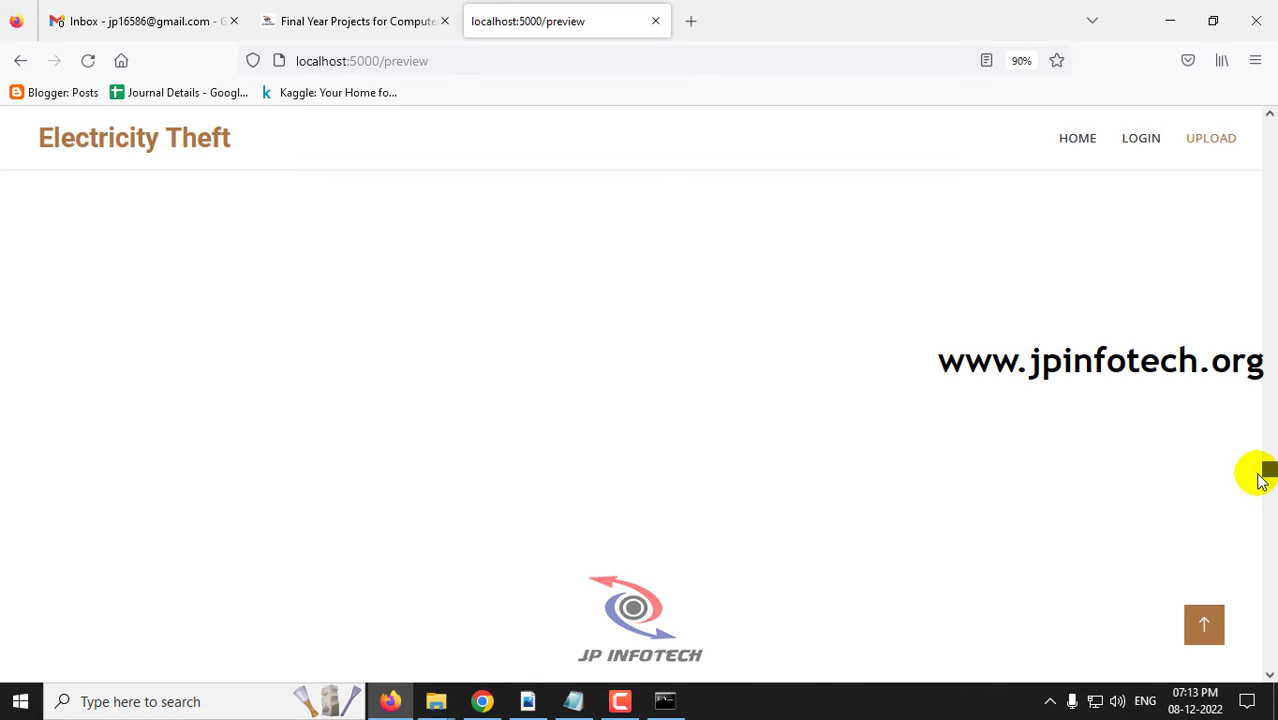 Inbox - jp16586@gmail.com - G
Final Year Projects for Compute
localhost:5000/preview
localhost:5000/preview
90%
Blogger: Posts
Journal Details - Googl...
Kaggle: Your Home fo...
Electricity Theft
HOME
LOGIN
UPLOAD
www.jpinfotech.org
JP INFOTECH
Type here to search
ENG
07:13 PM
08-12-2022